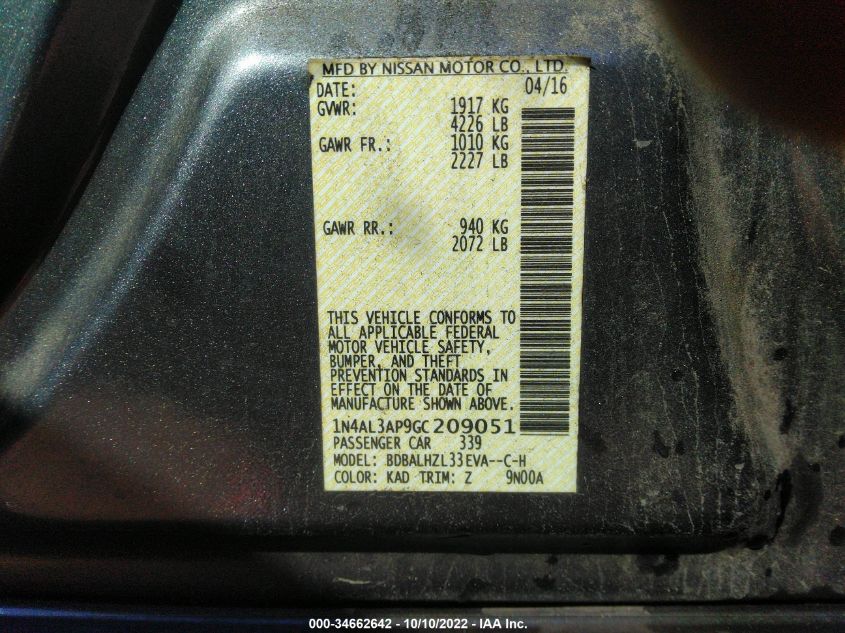 MFD BY NISSAN MOTOR CO., LTD.
DATE: 04/16
GVWR: 1917 KG
4226 LB
GAWR FR.: 1010 KG
2227 LB
GAWR RR.: 940 KG
2072 LB
THIS VEHICLE CONFORMS TO
ALL APPLICABLE FEDERAL
MOTOR VEHICLE SAFETY,
BUMPER, AND THEFT
PREVENTION STANDARDS IN
EFFECT ON THE DATE OF
MANUFACTURE SHOWN ABOVE.
1N4AL3AP9GC209051
PASSENGER CAR 339
MODEL: BDBALHZL33EVA--C-H
COLOR: KAD TRIM: Z 9N00A
000-34662642 - 10/10/2022 - IAA Inc.